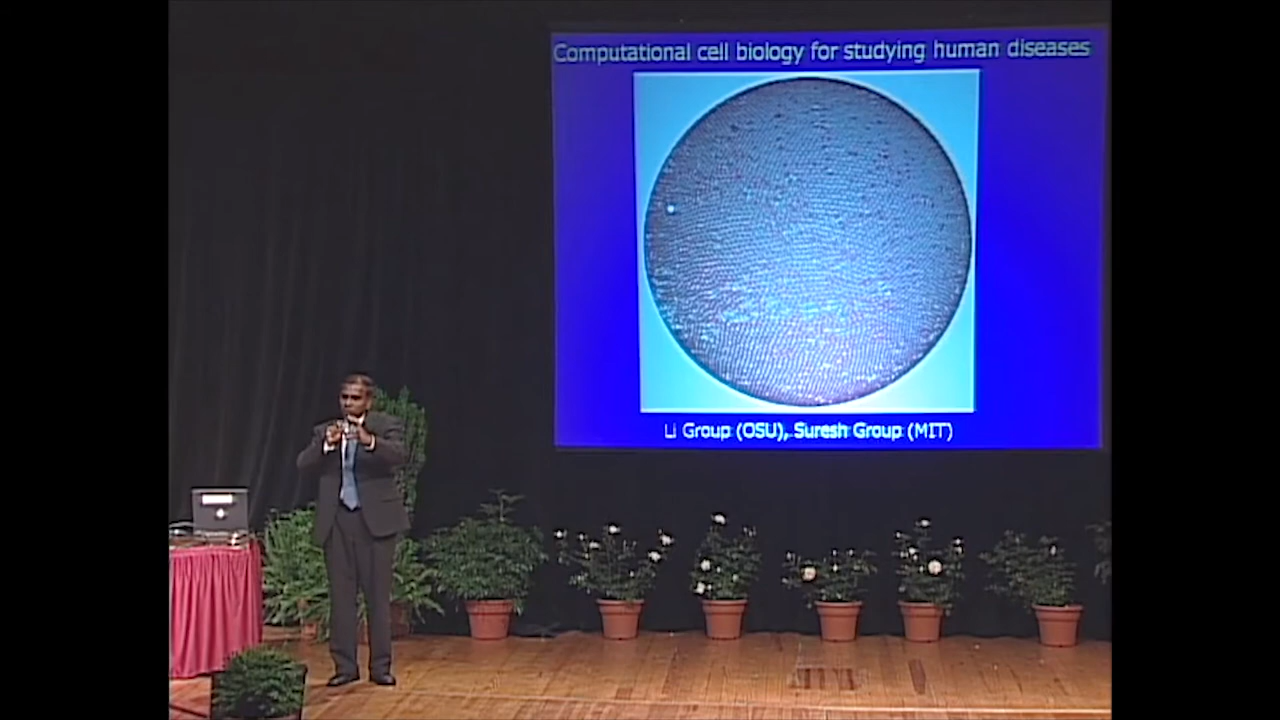 Computational cell biology for studying human diseases
Li Group (OSU), Suresh Group (MIT)